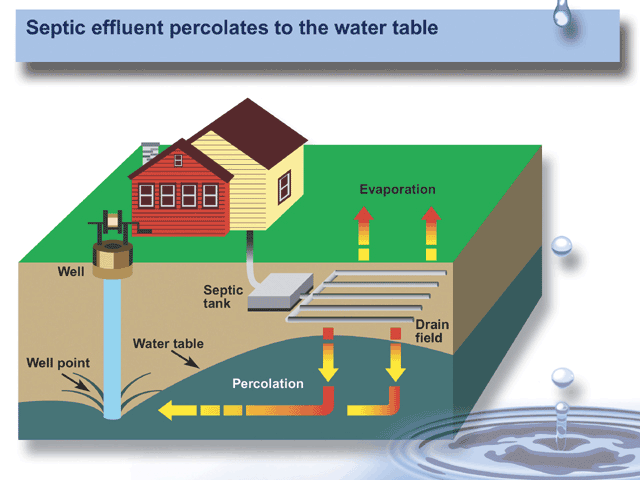 Septic effluent percolates to the water table
Evaporation
Well
Septic
tank
Drain
field
Water table
Well point
Percolation